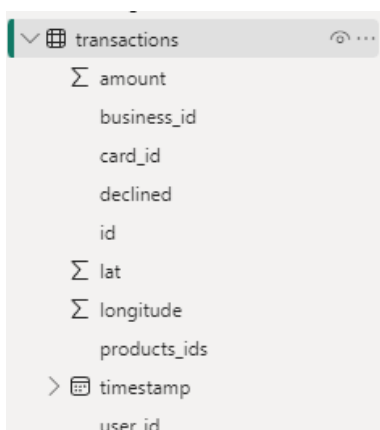 transactions
amount
business_id
card_id
declined
id
lat
longitude
products_ids
timestamp
user_id